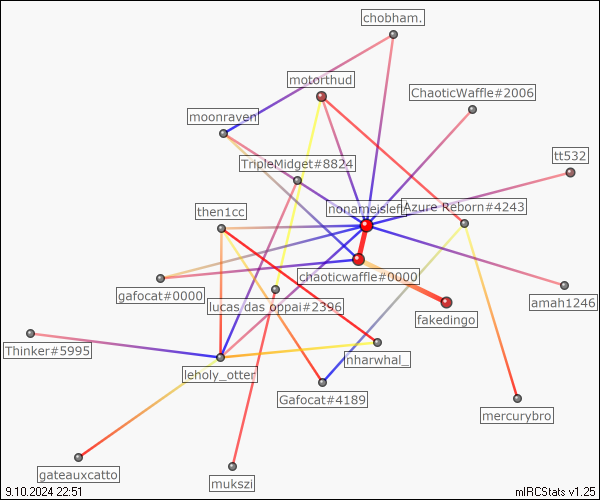 chobham.
motorthud
ChaoticWaffle#2006
moonraven
TripleMidget#8824
tt532
nonameisleft
Azure Reborn#4243
then1cc
chaoticwaffle#0000
gafocat#0000
lucas das oppai#2396
amah1246
fakedingo
Thinker#5995
nharwhal_
leholy_otter
Gafocat#4189
mercurybro
gateauxcatto
mukszi
9.10.2024 22:51
mIRCStats v1.25